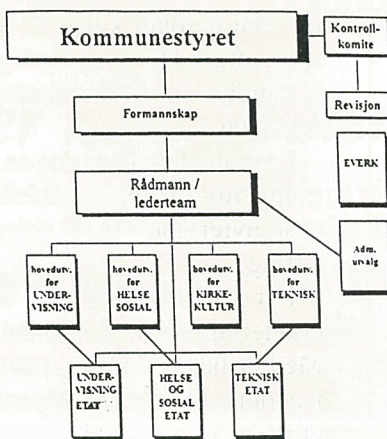 Kommunestyret
Kontroll-
komite
Formannskap
Revisjon
EVERK
Rådmann /
lederteam
Adm.
utvalg
hovedutv.
for
UNDER-
VISNING
hovedutv.
for
HELSE
SOSIAL
hovedutv.
for
KIRKE-
KULTUR
hovedutv.
for
TEKNISK
UNDER-
VISNING
ETAT
HELSE
OG
SOSIAL
ETAT
TEKNISK
ETAT